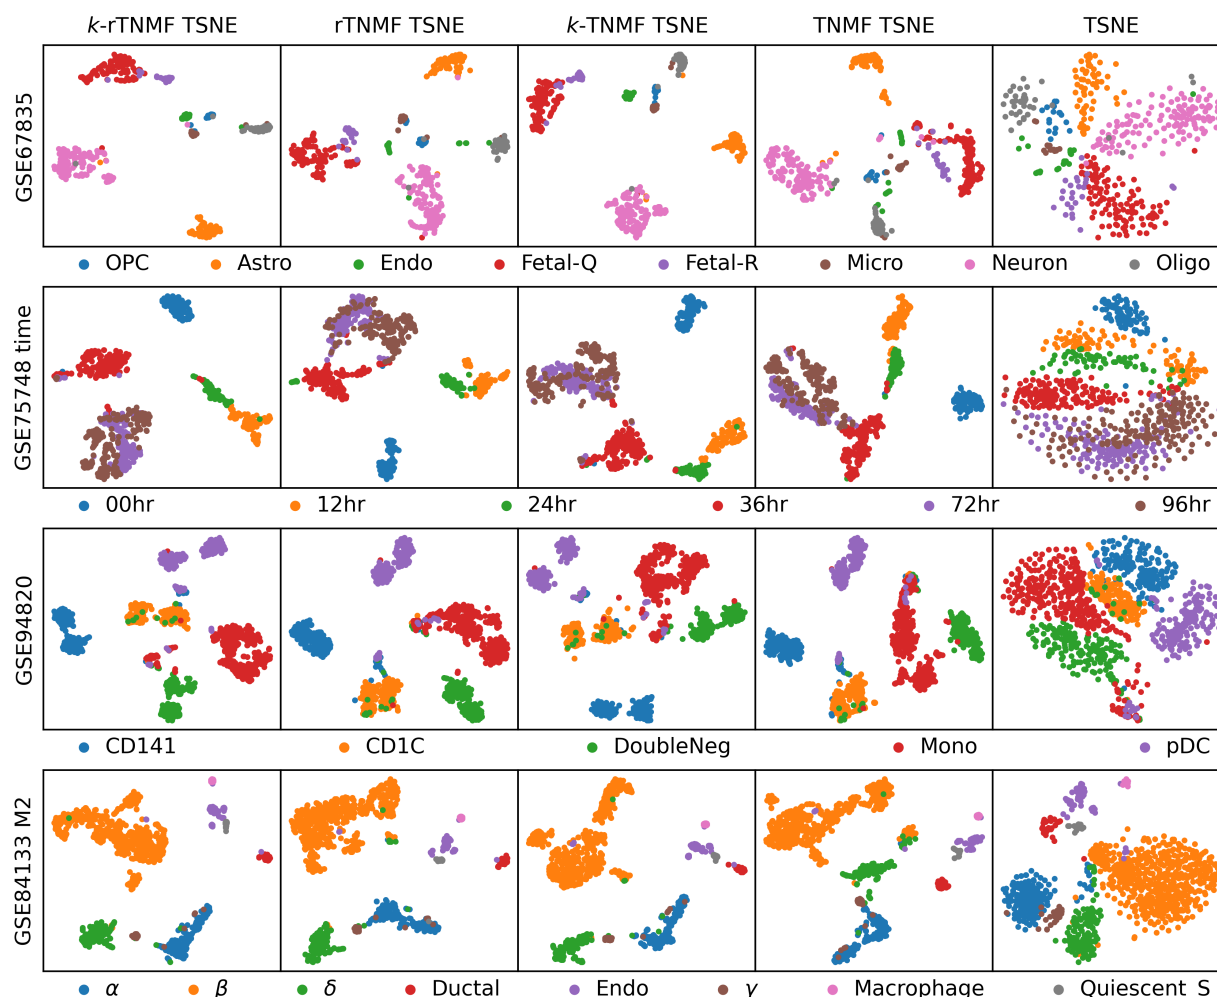 k-rTNMF TSNE rTNMF TSNE k-TNMF TSNE TNMF TSNE TSNE
GSE67835
OPC Astro Endo Fetal-Q Fetal-R Micro Neuron Oligo
GSE75748 time
00hr 12hr 24hr 36hr 72hr 96hr
GSE94820
CD141 CD1C DoubleNeg Mono pDC
GSE84133 M2
α β δ Ductal Endo γ Macrophage Quiescent S